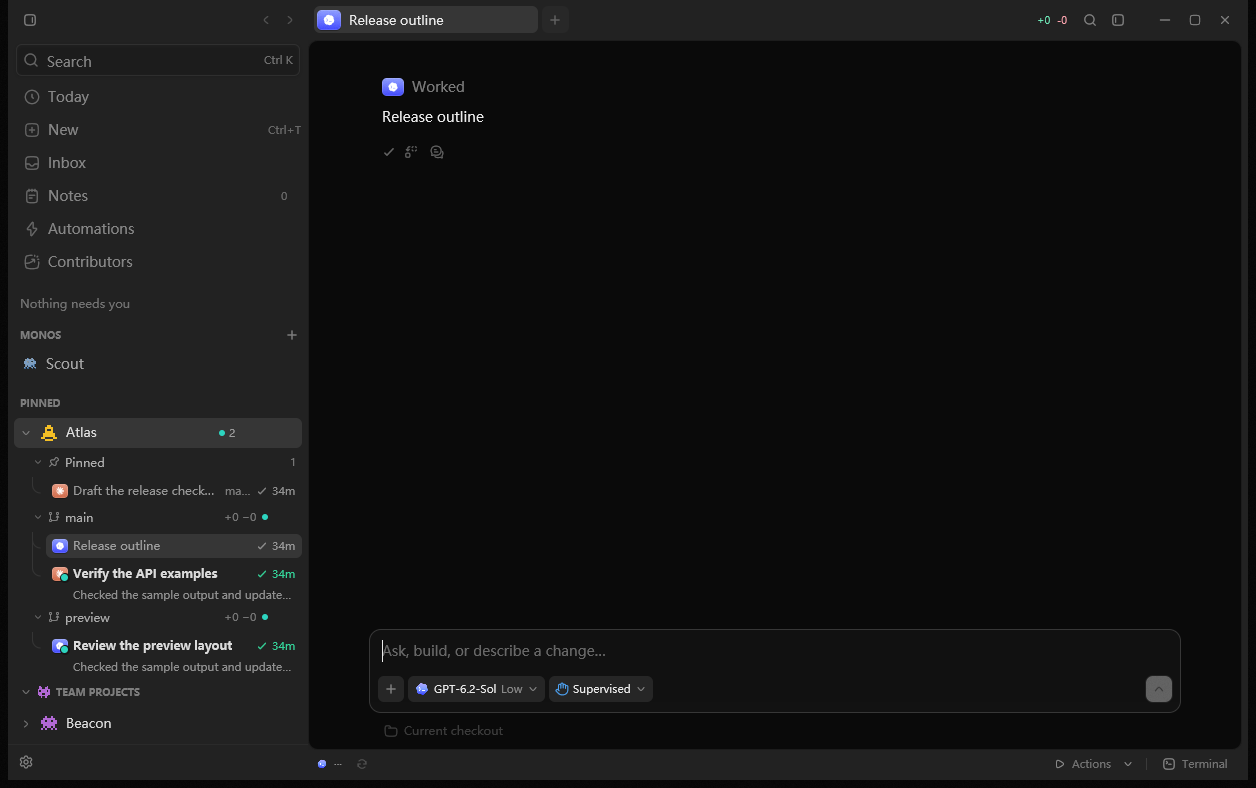 Release outline
+0 -0
Search Ctrl K
Today
New Ctrl+T
Inbox
Notes 0
Automations
Contributors
Nothing needs you
MONOS
Scout
PINNED
Atlas 2
Pinned 1
Draft the release check... ma... 34m
main +0 −0
Release outline 34m
Verify the API examples 34m
Checked the sample output and update...
preview +0 −0
Review the preview layout 34m
Checked the sample output and update...
TEAM PROJECTS
Beacon
Worked
Release outline
Ask, build, or describe a change...
GPT-6.2-Sol Low Supervised
Current checkout
... Actions Terminal